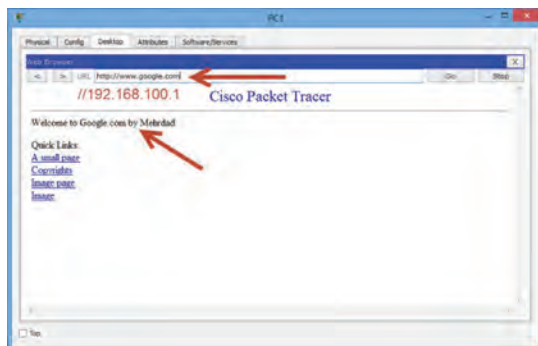 PC1
Physical Config Desktop Attributes Software/Services
Web Browser X
< > URL http://www.google.com Go Stop
//192.168.100.1 Cisco Packet Tracer
Welcome to Google.com by Mehrdad
Quick Links:
A small page
Copyrights
Image page
Image
Top